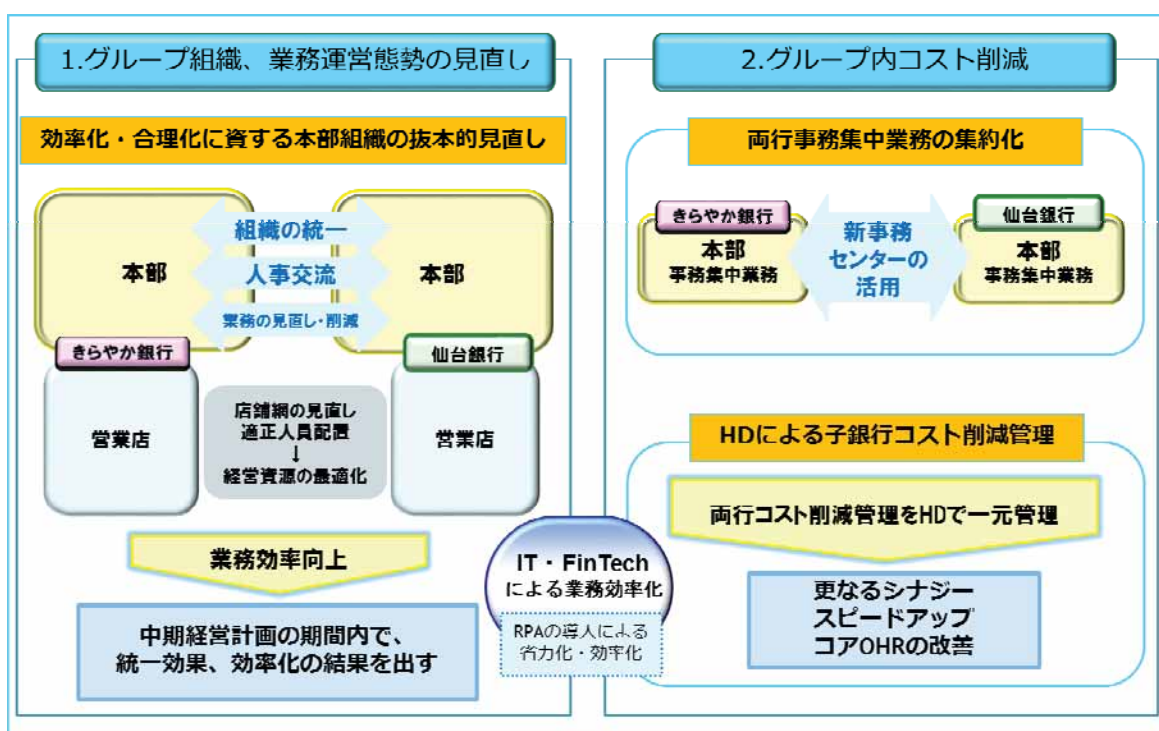 1.グループ組織、業務運営態勢の見直し
効率化・合理化に資する本部組織の抜本的見直し
本部
組織の統一
人事交流
業務の見直し・削減
本部
きらやか銀行
仙台銀行
営業店
店舗網の見直し
適正人員配置
↓
経営資源の最適化
営業店
業務効率向上
中期経営計画の期間内で、
統一効果、効率化の結果を出す
IT・FinTech
による業務効率化
RPAの導入による
省力化・効率化
2.グループ内コスト削減
両行事務集中業務の集約化
きらやか銀行
本部
事務集中業務
新事務
センターの
活用
仙台銀行
本部
事務集中業務
HDによる子銀行コスト削減管理
両行コスト削減管理をHDで一元管理
更なるシナジー
スピードアップ
コアOHRの改善